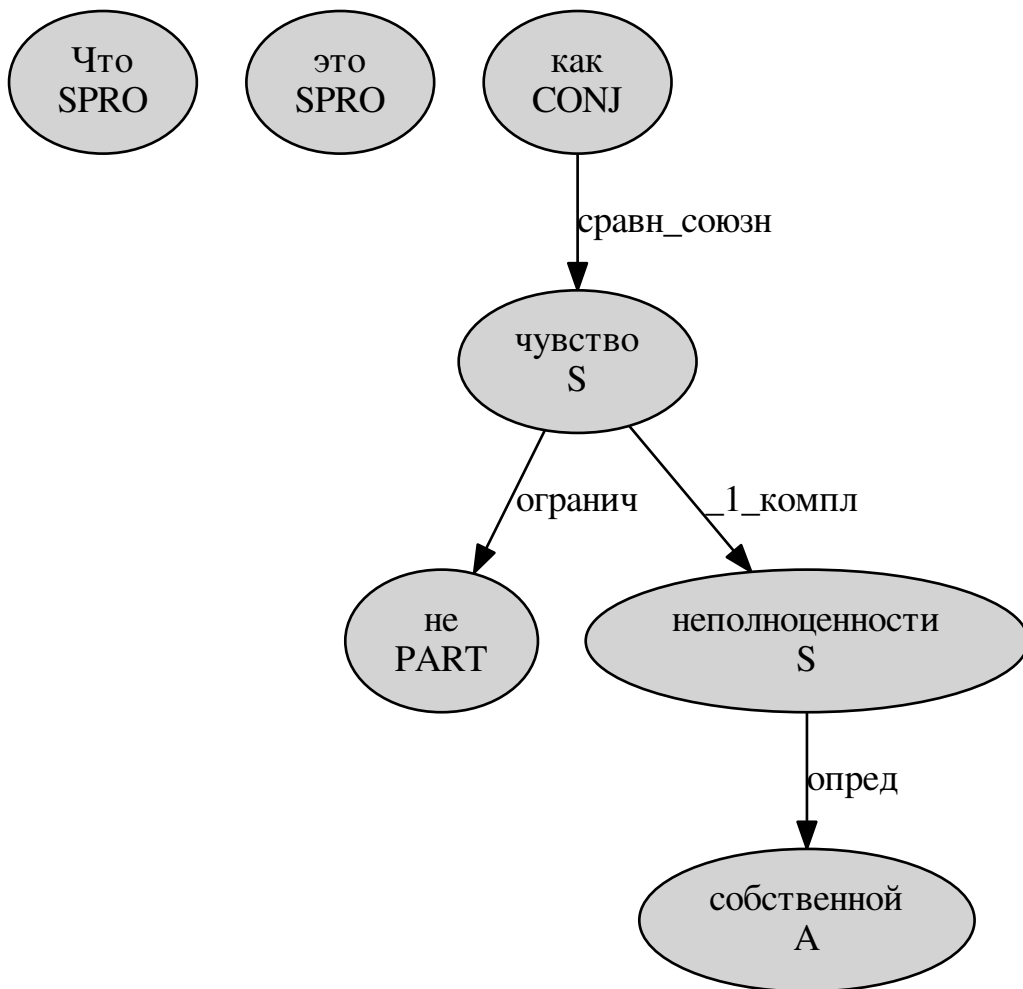 Что
SPRO
это
SPRO
как
CONJ
сравн_союзн
чувство
S
огранич
_1_компл
не
PART
неполноценности
S
опред
собственной
A